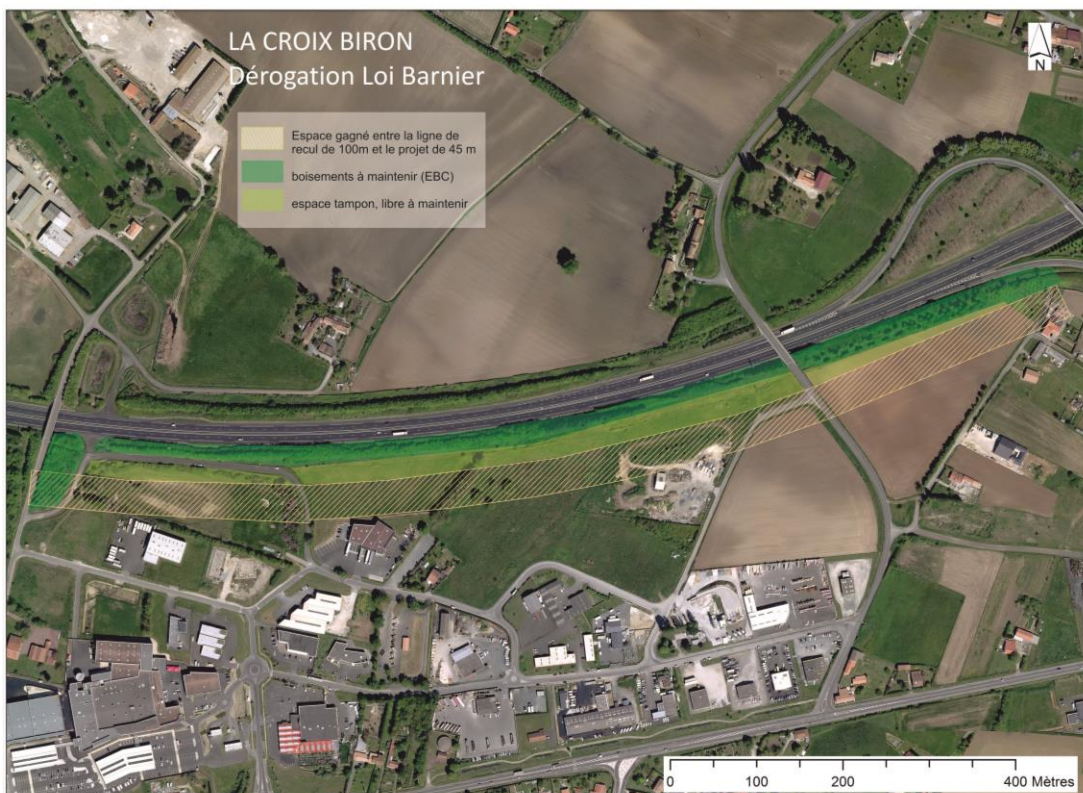 LA CROIX BIRON
Dérogation Loi Barnier
Espace gagné entre la ligne de
recul de 100m et le projet de 45 m
boisements à maintenir (EBC)
espace tampon, libre à maintenir
N
0 100 200 400 Mètres